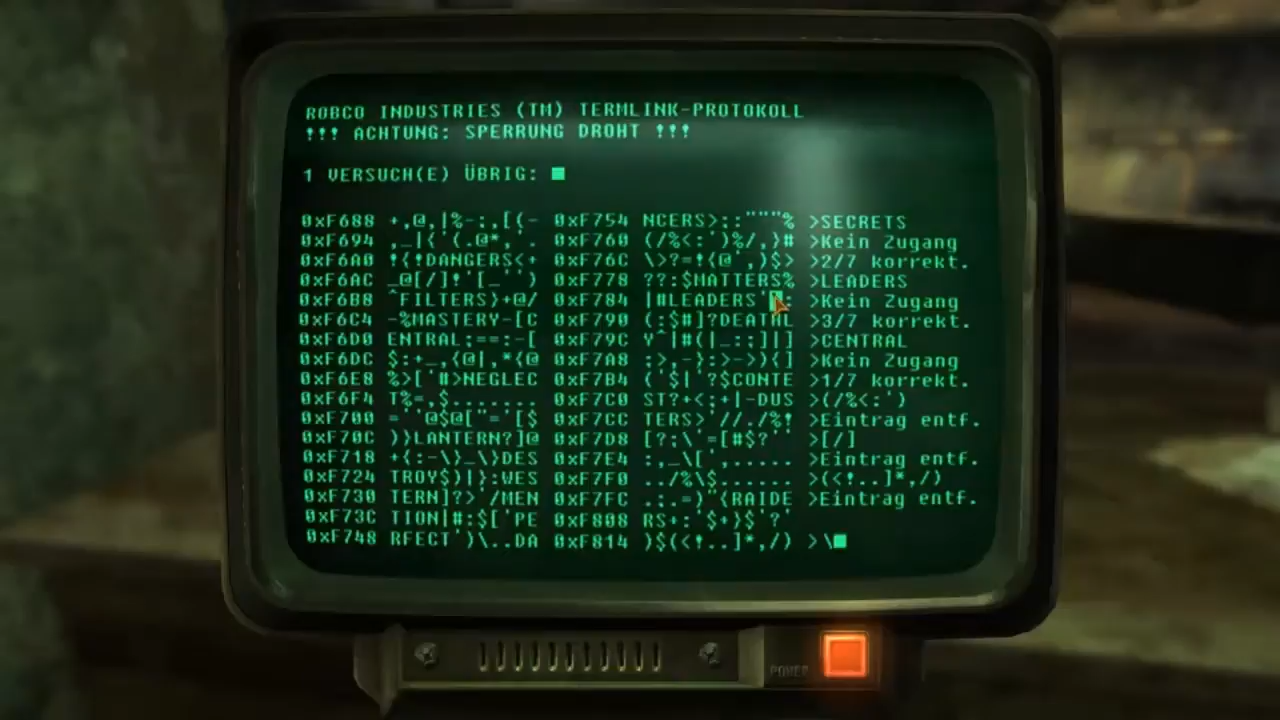 ROBCO INDUSTRIES (TM) TERMLINK-PROTOKOLL
!!! ACHTUNG: SPERRUNG DROHT !!!
1 VERSUCH(E) ÜBRIG: ■
0xF688 +,@,|%-:,[(- 0xF754 NCERS>::"""% >SECRETS
0xF694 ,_|{'(.@*,'. 0xF760 (/%<:')%/,}# >Kein Zugang
0xF6A0 !{!DANGERS<+ 0xF76C \>?=!{@',)$> >2/7 korrekt.
0xF6AC _@[/]!'[_'') 0xF778 ??:$MATTERS% >LEADERS
0xF6B8 ^FILTERS}+@/ 0xF784 |#LEADERS' : >Kein Zugang
0xF6C4 -%MASTERY-[C 0xF790 (:$#]?DEATHL >3/7 korrekt.
0xF6D0 ENTRAL;==:-[ 0xF79C Y^|#(|_:;]|] >CENTRAL
0xF6DC $:+_,{@|,*{@ 0xF7A8 :>,-}:>->){] >Kein Zugang
0xF6E8 %>['#>NEGLEC 0xF7B4 ('$|'?$CONTE >1/7 korrekt.
0xF6F4 T%=,$....... 0xF7C0 ST?+<;+|-DUS >(/%<:')
0xF700 =''@$@["='[$ 0xF7CC TERS>'//./%! >Eintrag entf.
0xF70C ))LANTERN?]@ 0xF7D8 [?:\'=[#$?'' >[/]
0xF718 +{:-\}_\}DES 0xF7E4 :,_\[',..... >Eintrag entf.
0xF724 TROY$)|}:WES 0xF7F0 ../%\$...... >(<!..]*,/)
0xF730 TERN]?>'/MEN 0xF7FC .;.=)"{RAIDE >Eintrag entf.
0xF73C TION|#:$['PE 0xF808 RS+:'$+}$'?'
0xF748 RFECT')\..DA 0xF814 )$(<!..]*,/) >\■
POWER